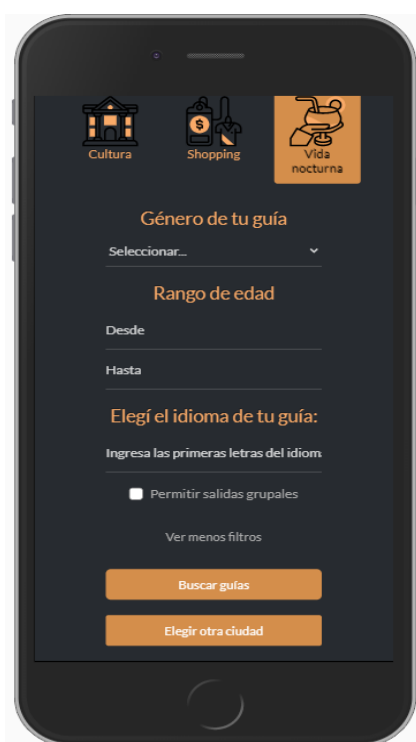 Cultura
Shopping
Vida
nocturna
Género de tu guía
Seleccionar...
Rango de edad
Desde
Hasta
Elegí el idioma de tu guía:
Ingresa las primeras letras del idiom
Permitir salidas grupales
Ver menos filtros
Buscar guías
Elegir otra ciudad